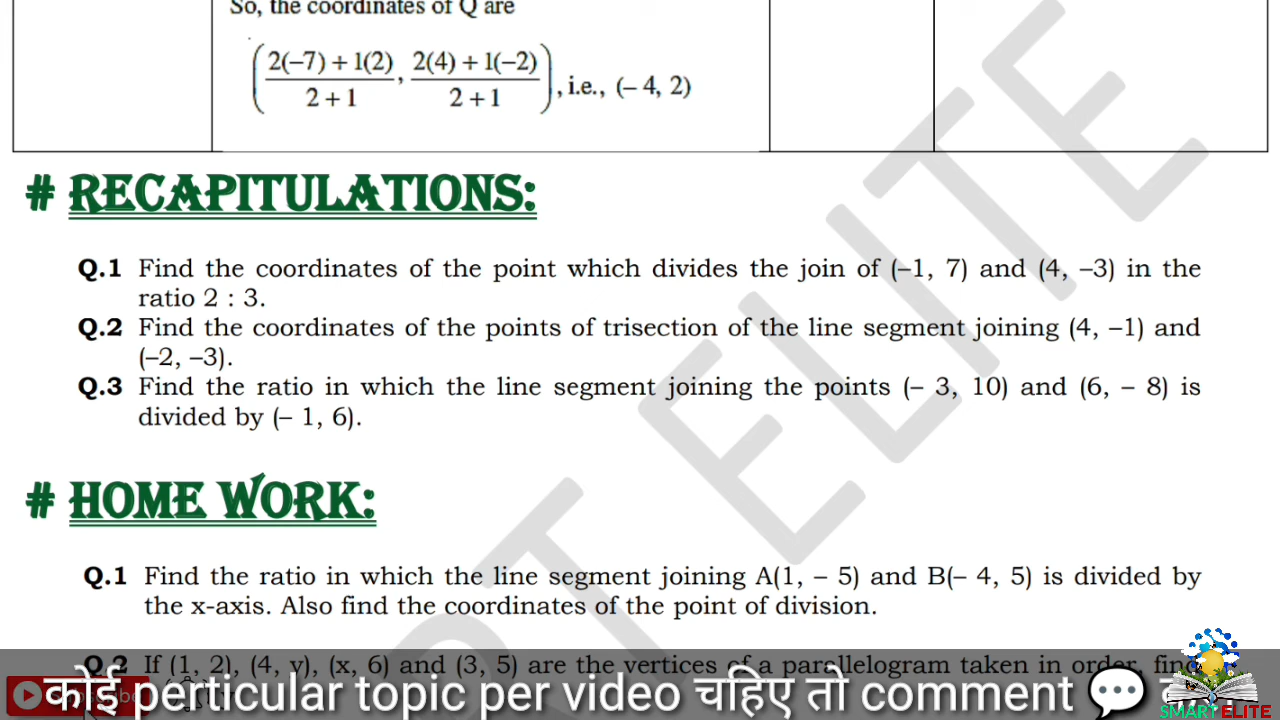 So, the coordinates of Q are
(2(−7) + 1(2) / 2 + 1 , 2(4) + 1(−2) / 2 + 1), i.e., (– 4, 2)
# RECAPITULATIONS:
Q.1 Find the coordinates of the point which divides the join of (–1, 7) and (4, –3) in the
ratio 2 : 3.
Q.2 Find the coordinates of the points of trisection of the line segment joining (4, –1) and
(–2, –3).
Q.3 Find the ratio in which the line segment joining the points (– 3, 10) and (6, – 8) is
divided by (– 1, 6).
# HOME WORK:
Q.1 Find the ratio in which the line segment joining A(1, – 5) and B(– 4, 5) is divided by
the x-axis. Also find the coordinates of the point of division.
Q.2 If (1, 2), (4, y), (x, 6) and (3, 5) are the vertices of a parallelogram taken in order, find
कोई perticular topic per video चहिए तो comment 💬
SMARTELITE
PT ELITE